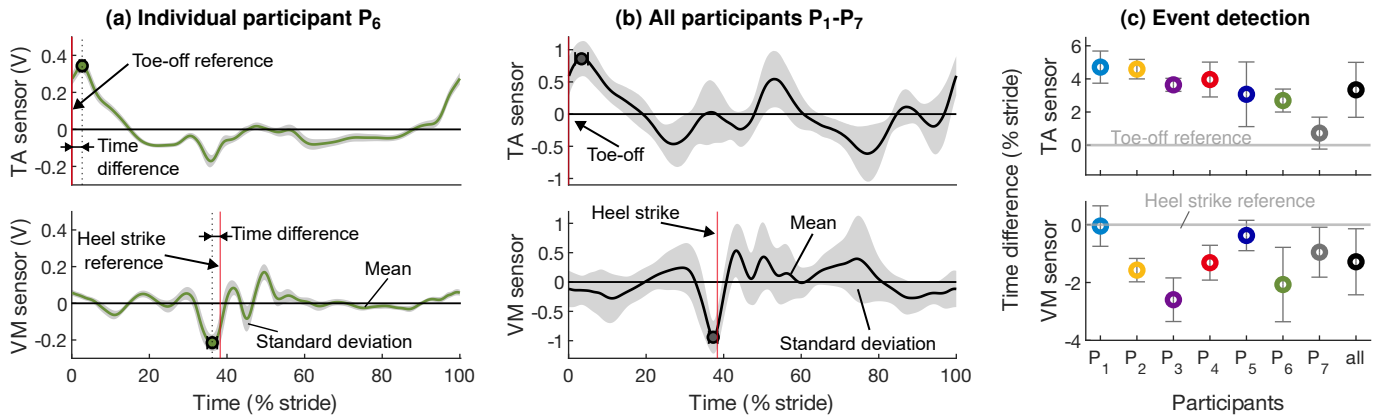 (a) Individual participant P6
TA sensor (V)
0.4
0.2
0
-0.2
Toe-off reference
Time
difference
VM sensor (V)
0.2
0
-0.2
Heel strike
reference
Time difference
Mean
Standard deviation
0 20 40 60 80 100
Time (% stride)
(b) All participants P1-P7
TA sensor
1
0.5
0
-0.5
-1
Toe-off
VM sensor
1
0.5
0
-0.5
-1
Heel strike
Mean
Standard deviation
0 20 40 60 80 100
Time (% stride)
(c) Event detection
Time difference (% stride)
TA sensor
6
4
2
0
Toe-off reference
VM sensor
0
-2
-4
Heel strike reference
P1 P2 P3 P4 P5 P6 P7 all
Participants